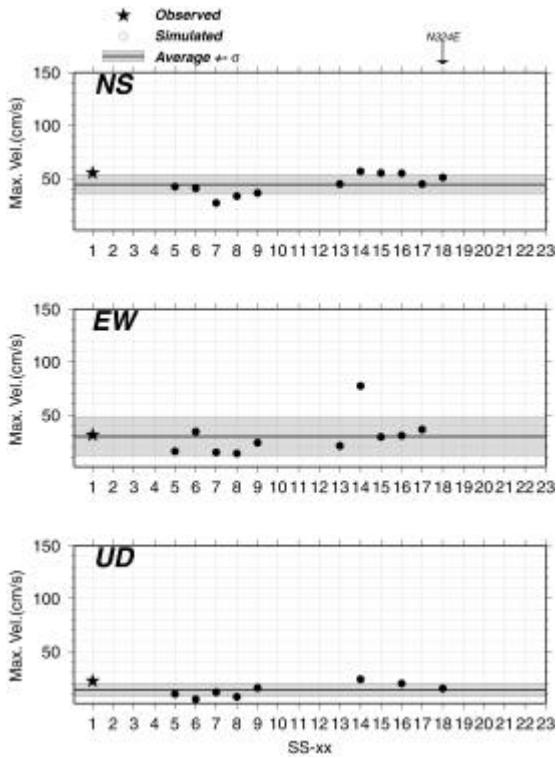 Observed
Simulated
Average +- σ
N324E
NS
Max. Vel.(cm/s)
150
100
50
1 2 3 4 5 6 7 8 9 10 11 12 13 14 15 16 17 18 19 20 21 22 23
EW
Max. Vel.(cm/s)
150
100
50
1 2 3 4 5 6 7 8 9 10 11 12 13 14 15 16 17 18 19 20 21 22 23
UD
Max. Vel.(cm/s)
150
100
50
1 2 3 4 5 6 7 8 9 10 11 12 13 14 15 16 17 18 19 20 21 22 23
SS-xx